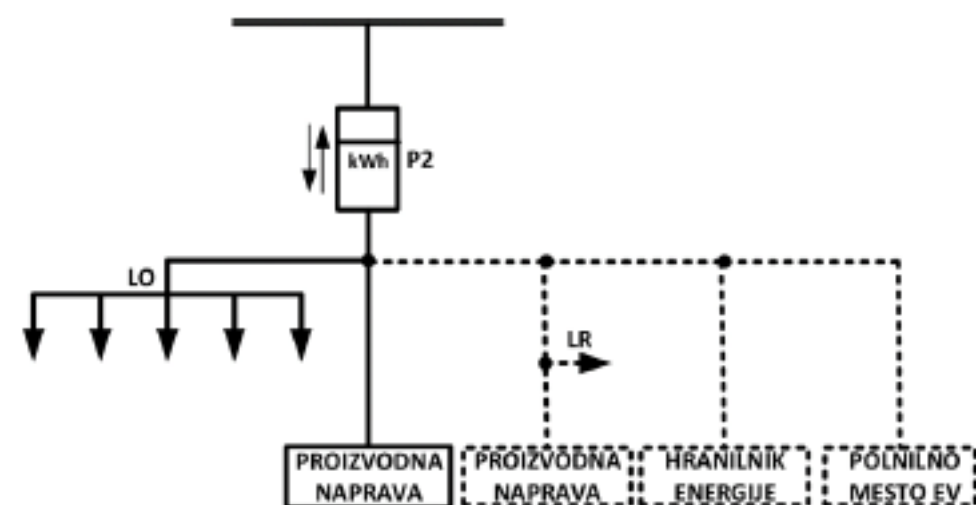 kWh
P2
LO
LR
PROIZVODNA
NAPRAVA
PROIZVODNA
NAPRAVA
HRANILNIK
ENERGIJE
POLNILNO
MESTO EV